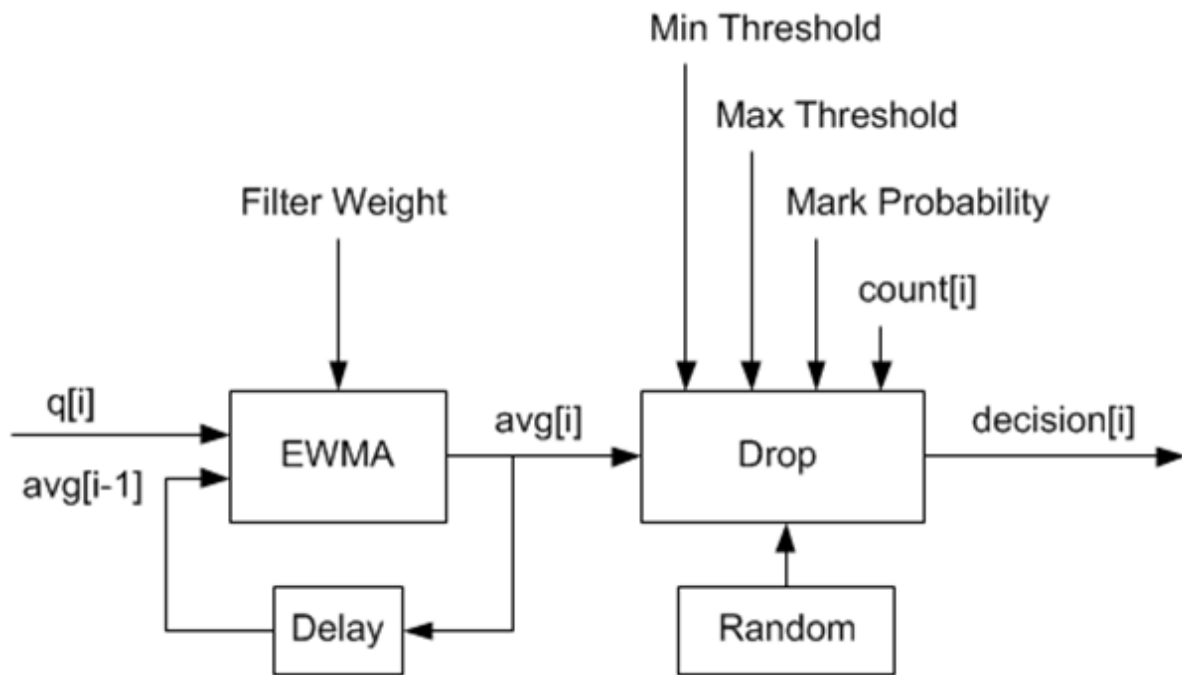 Min Threshold
Max Threshold
Filter Weight
Mark Probability
count[i]
q[i]
avg[i]
decision[i]
EWMA
Drop
avg[i-1]
Delay
Random